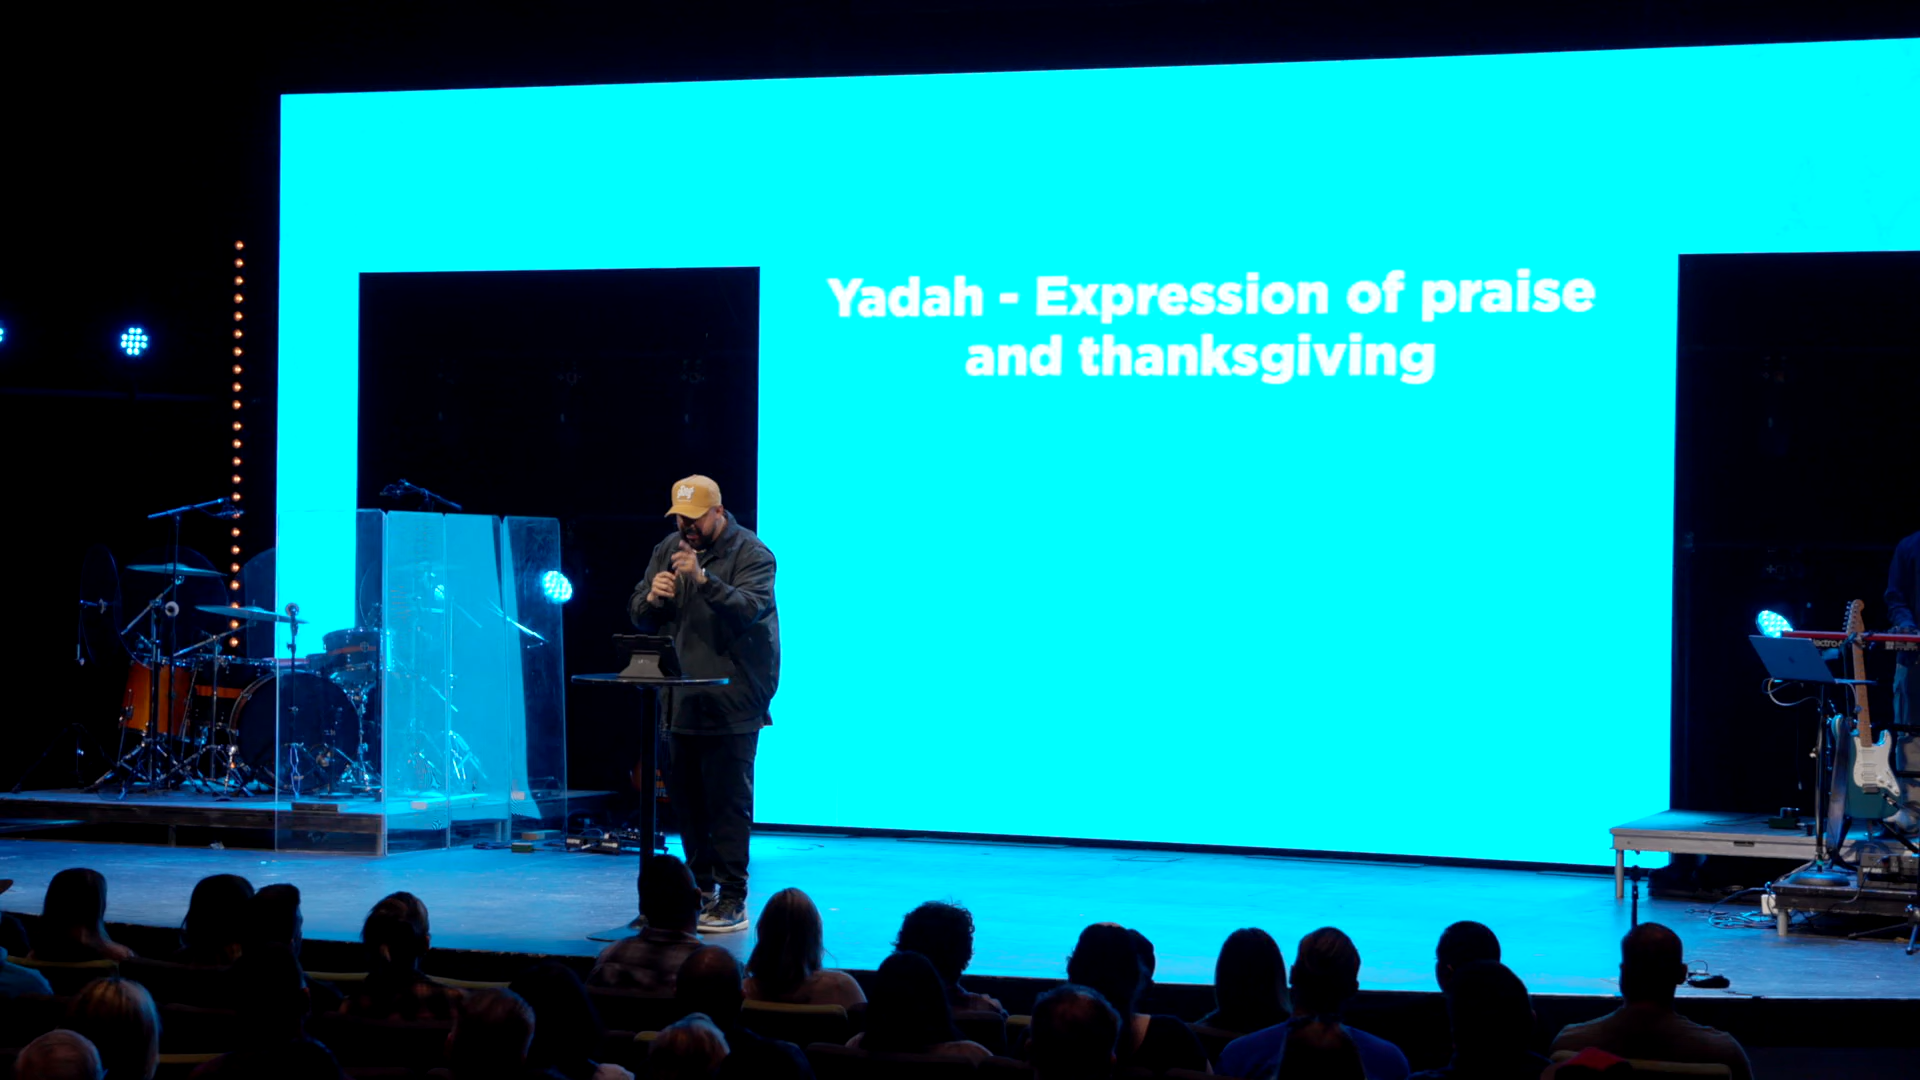 Yadah - Expression of praise
and thanksgiving